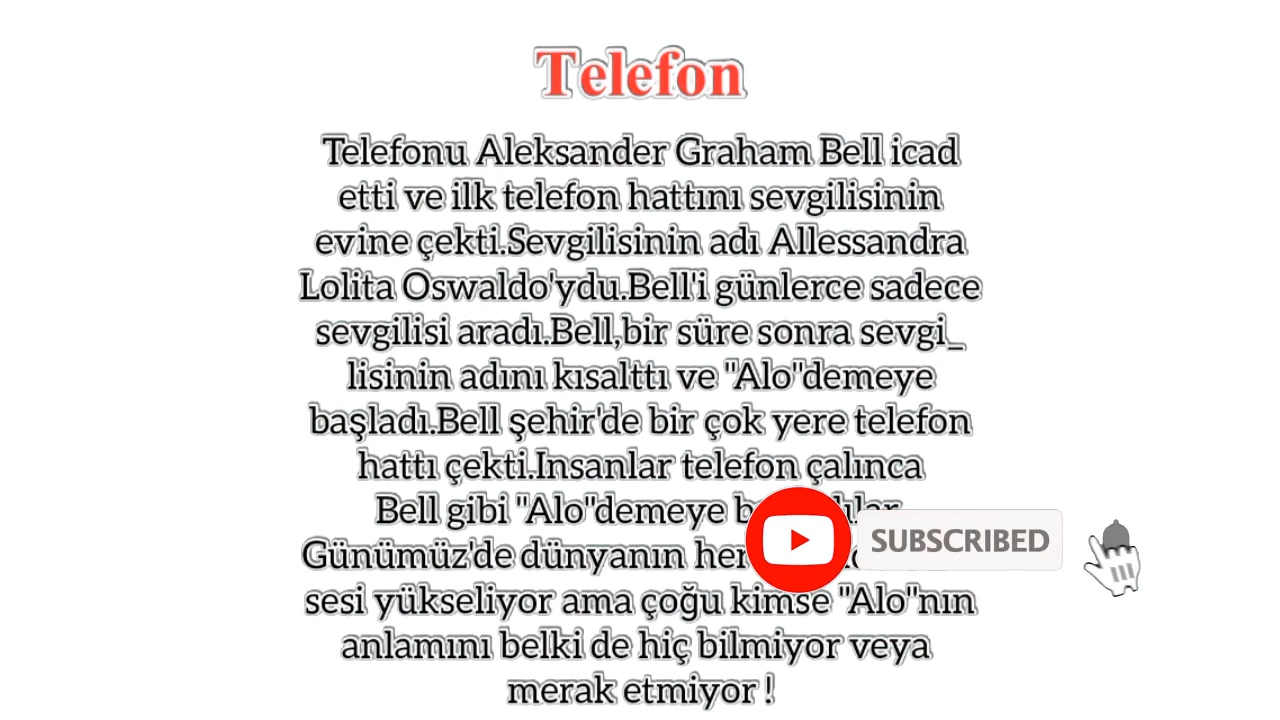 Telefon
Telefonu Aleksander Graham Bell icad
etti ve ilk telefon hattını sevgilisinin
evine çekti.Sevgilisinin adı Allessandra
Lolita Oswaldo'ydu.Bell'i günlerce sadece
sevgilisi aradı.Bell,bir süre sonra sevgi_
lisinin adını kısalttı ve "Alo"demeye
başladı.Bell şehir'de bir çok yere telefon
hattı çekti.Insanlar telefon çalınca
Bell gibi "Alo"demeye
Günümüz'de dünyanın her
SUBSCRIBED
sesi yükseliyor ama çoğu kimse "Alo"nın
anlamını belki de hiç bilmiyor veya
merak etmiyor !